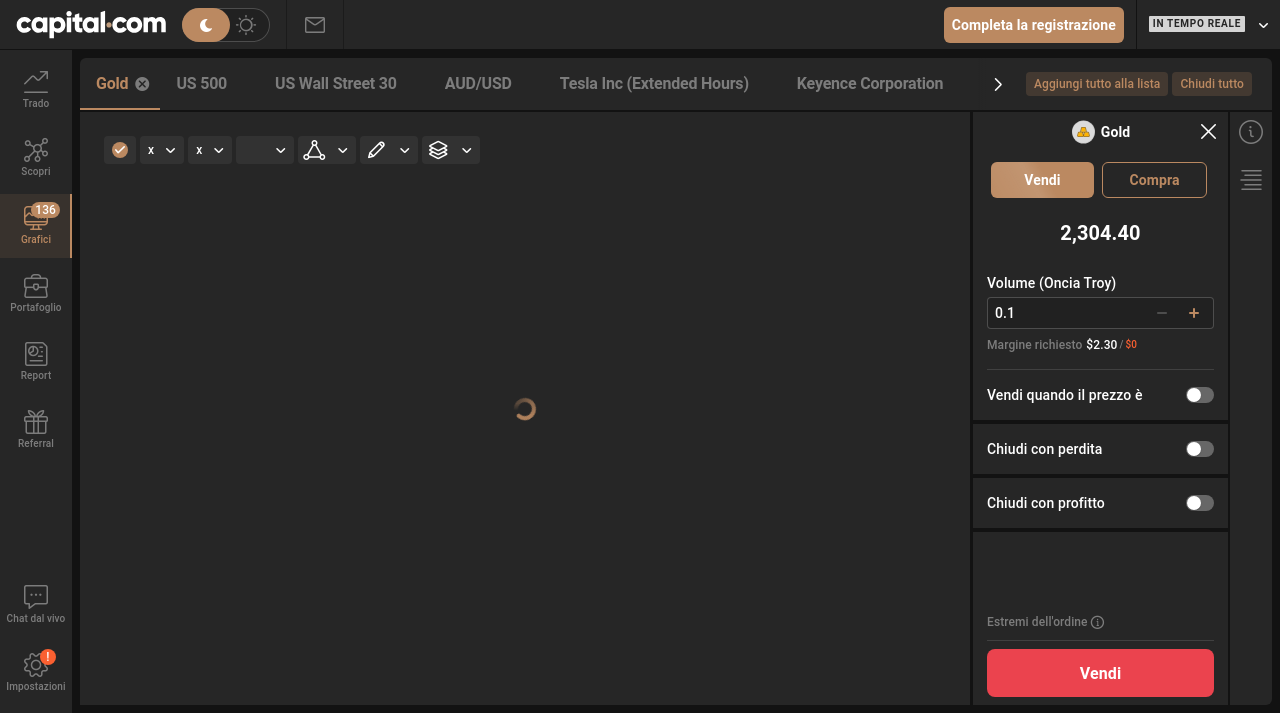 capital.com
Completa la registrazione
IN TEMPO REALE
Trado
Scopri
136
Grafici
Portafoglio
Report
Referral
Chat dal vivo
!
Impostazioni
Gold
US 500
US Wall Street 30
AUD/USD
Tesla Inc (Extended Hours)
Keyence Corporation
Aggiungi tutto alla lista
Chiudi tutto
x
x
Gold
Vendi
Compra
2,304.40
Volume (Oncia Troy)
0.1
Margine richiesto $2.30 / $0
Vendi quando il prezzo è
Chiudi con perdita
Chiudi con profitto
Estremi dell'ordine
Vendi